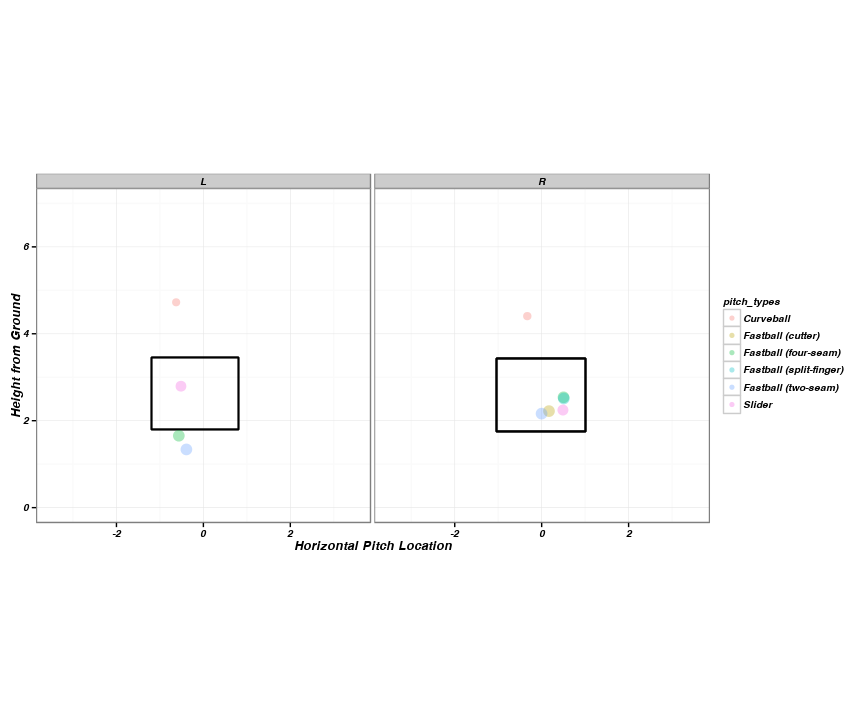 L
R
6
4
2
0
Height from Ground
-2
0
2
-2
0
2
Horizontal Pitch Location
pitch_types
Curveball
Fastball (cutter)
Fastball (four-seam)
Fastball (split-finger)
Fastball (two-seam)
Slider